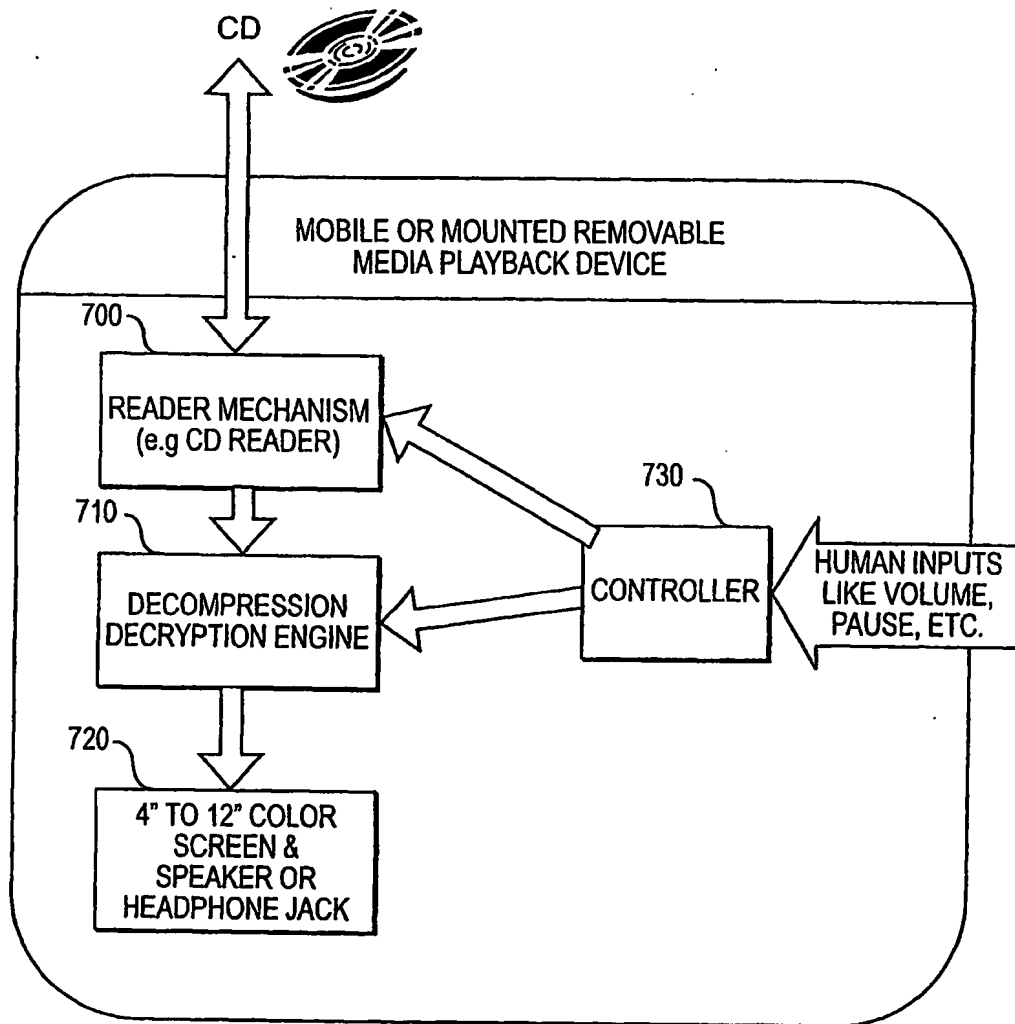 CD
MOBILE OR MOUNTED REMOVABLE
MEDIA PLAYBACK DEVICE
700
READER MECHANISM
(e.g CD READER)
710
DECOMPRESSION
DECRYPTION ENGINE
730
CONTROLLER
HUMAN INPUTS
LIKE VOLUME,
PAUSE, ETC.
720
4” TO 12” COLOR
SCREEN &
SPEAKER OR
HEADPHONE JACK